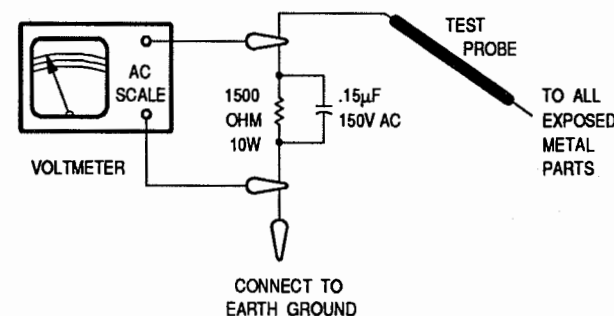 TEST
PROBE
AC
SCALE
1500
OHM
10W
.15µF
150V AC
TO ALL
EXPOSED
METAL
PARTS
VOLTMETER
CONNECT TO
EARTH GROUND